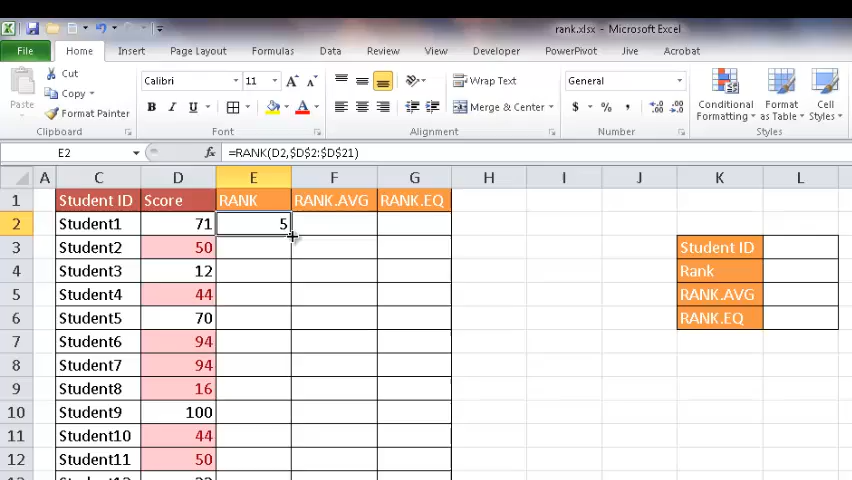 rank.xlsx - Microsoft Excel
File Home Insert Page Layout Formulas Data Review View Developer PowerPivot Jive Acrobat
Paste Cut Copy Format Painter Clipboard
Calibri 11 A A B I U A Font
Wrap Text Merge & Center Alignment
General $ % , Number
Conditional Formatting Format as Table Cell Styles Styles
E2 fx =RANK(D2,$D$2:$D$21)
A C D E F G H I J K L
1 Student ID Score RANK RANK.AVG RANK.EQ
2 Student1 71 5
3 Student2 50 Student ID
4 Student3 12 Rank
5 Student4 44 RANK.AVG
6 Student5 70 RANK.EQ
7 Student6 94
8 Student7 94
9 Student8 16
10 Student9 100
11 Student10 44
12 Student11 50